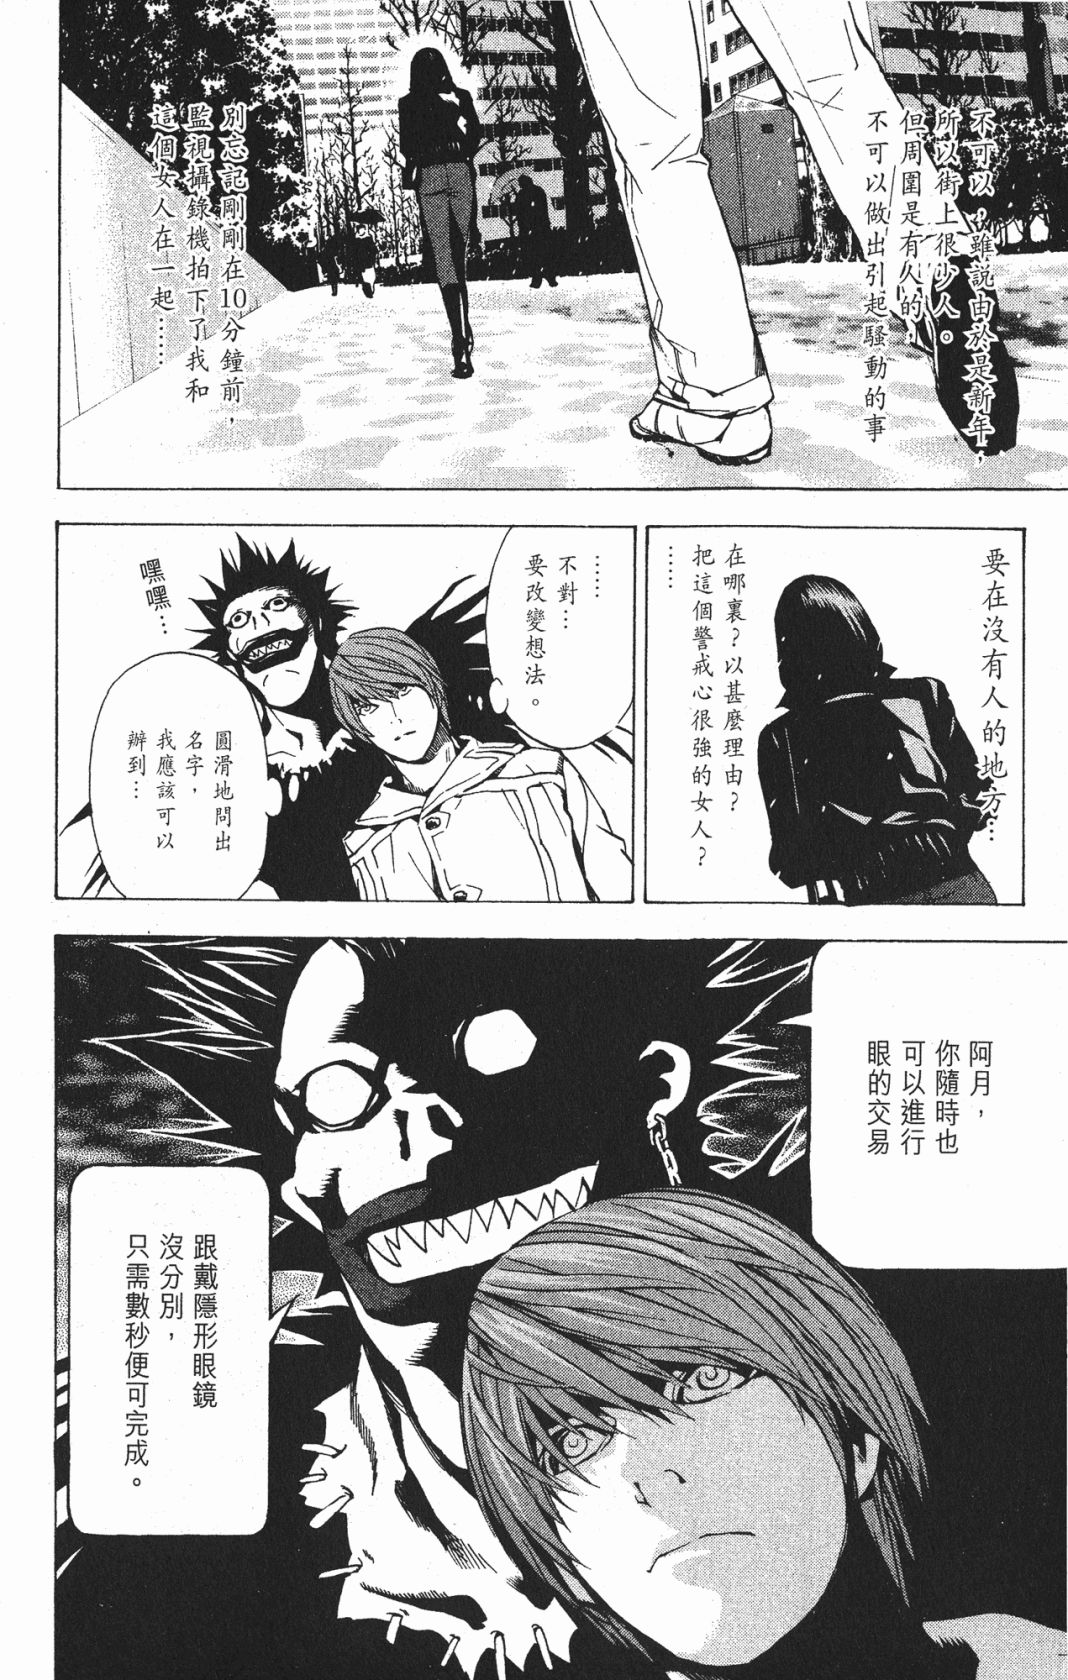 不可以，雖說由於是新年，
所以街上很少人。
但周圍是有人的，
不可以做出引起騷動的事
別忘記剛剛在10分鐘前，
監視攝錄機拍下了我和
這個女人在一起……
要在沒有人的地方…
在哪裏？以甚麼理由？
把這個警戒心很強的女人？
……
……
不對…
要改變想法。
圓滑地問出
名字，
我應該可以
辦到…
嘿嘿…
阿月，
你隨時也
可以進行
眼的交易
跟戴隱形眼鏡
沒分別，
只需數秒便可完成。